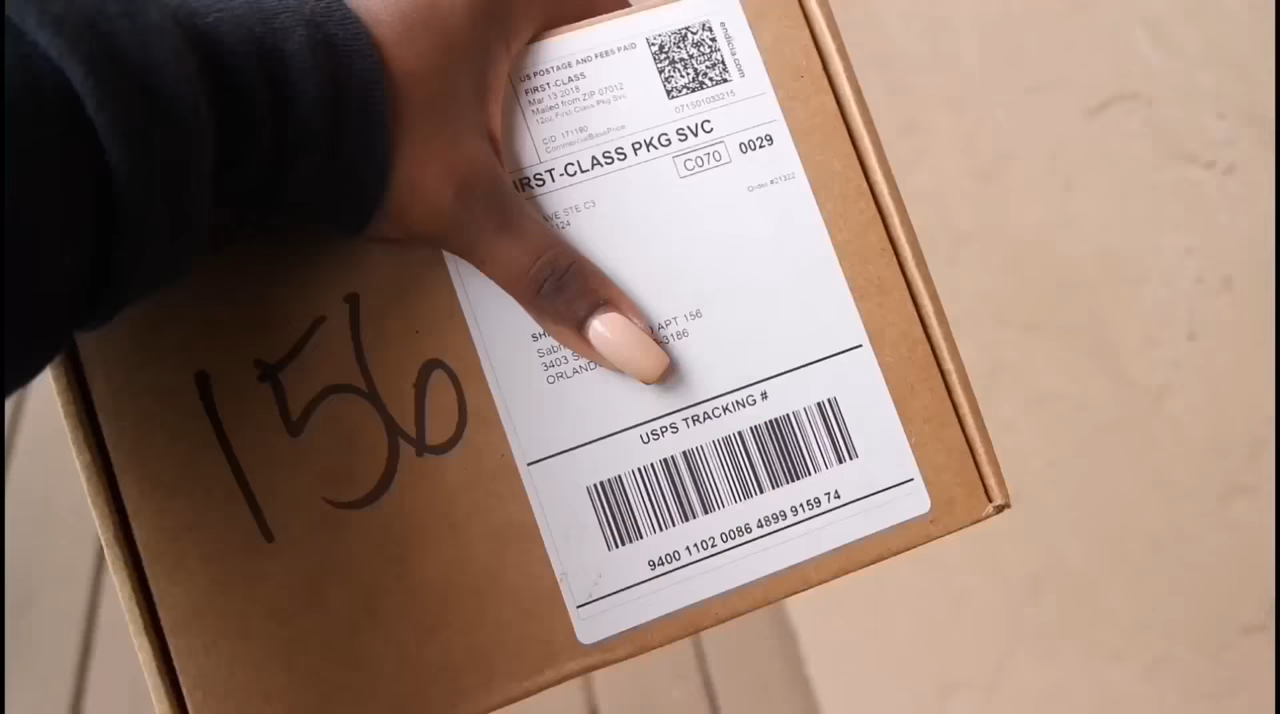 US POSTAGE AND FEES PAID
FIRST-CLASS
Mar 13 2018
Mailed from ZIP 07012
12oz First Class Pkg Svc
CID 171190
CommercialBasePrice
endicia.com
071S01033215
IRST-CLASS PKG SVC
C070 0029
Order #21322
AVE STE C3
124
SH
Sabr APT 156
3403 S -3186
ORLAND
USPS TRACKING #
9400 1102 0086 4899 9159 74
156